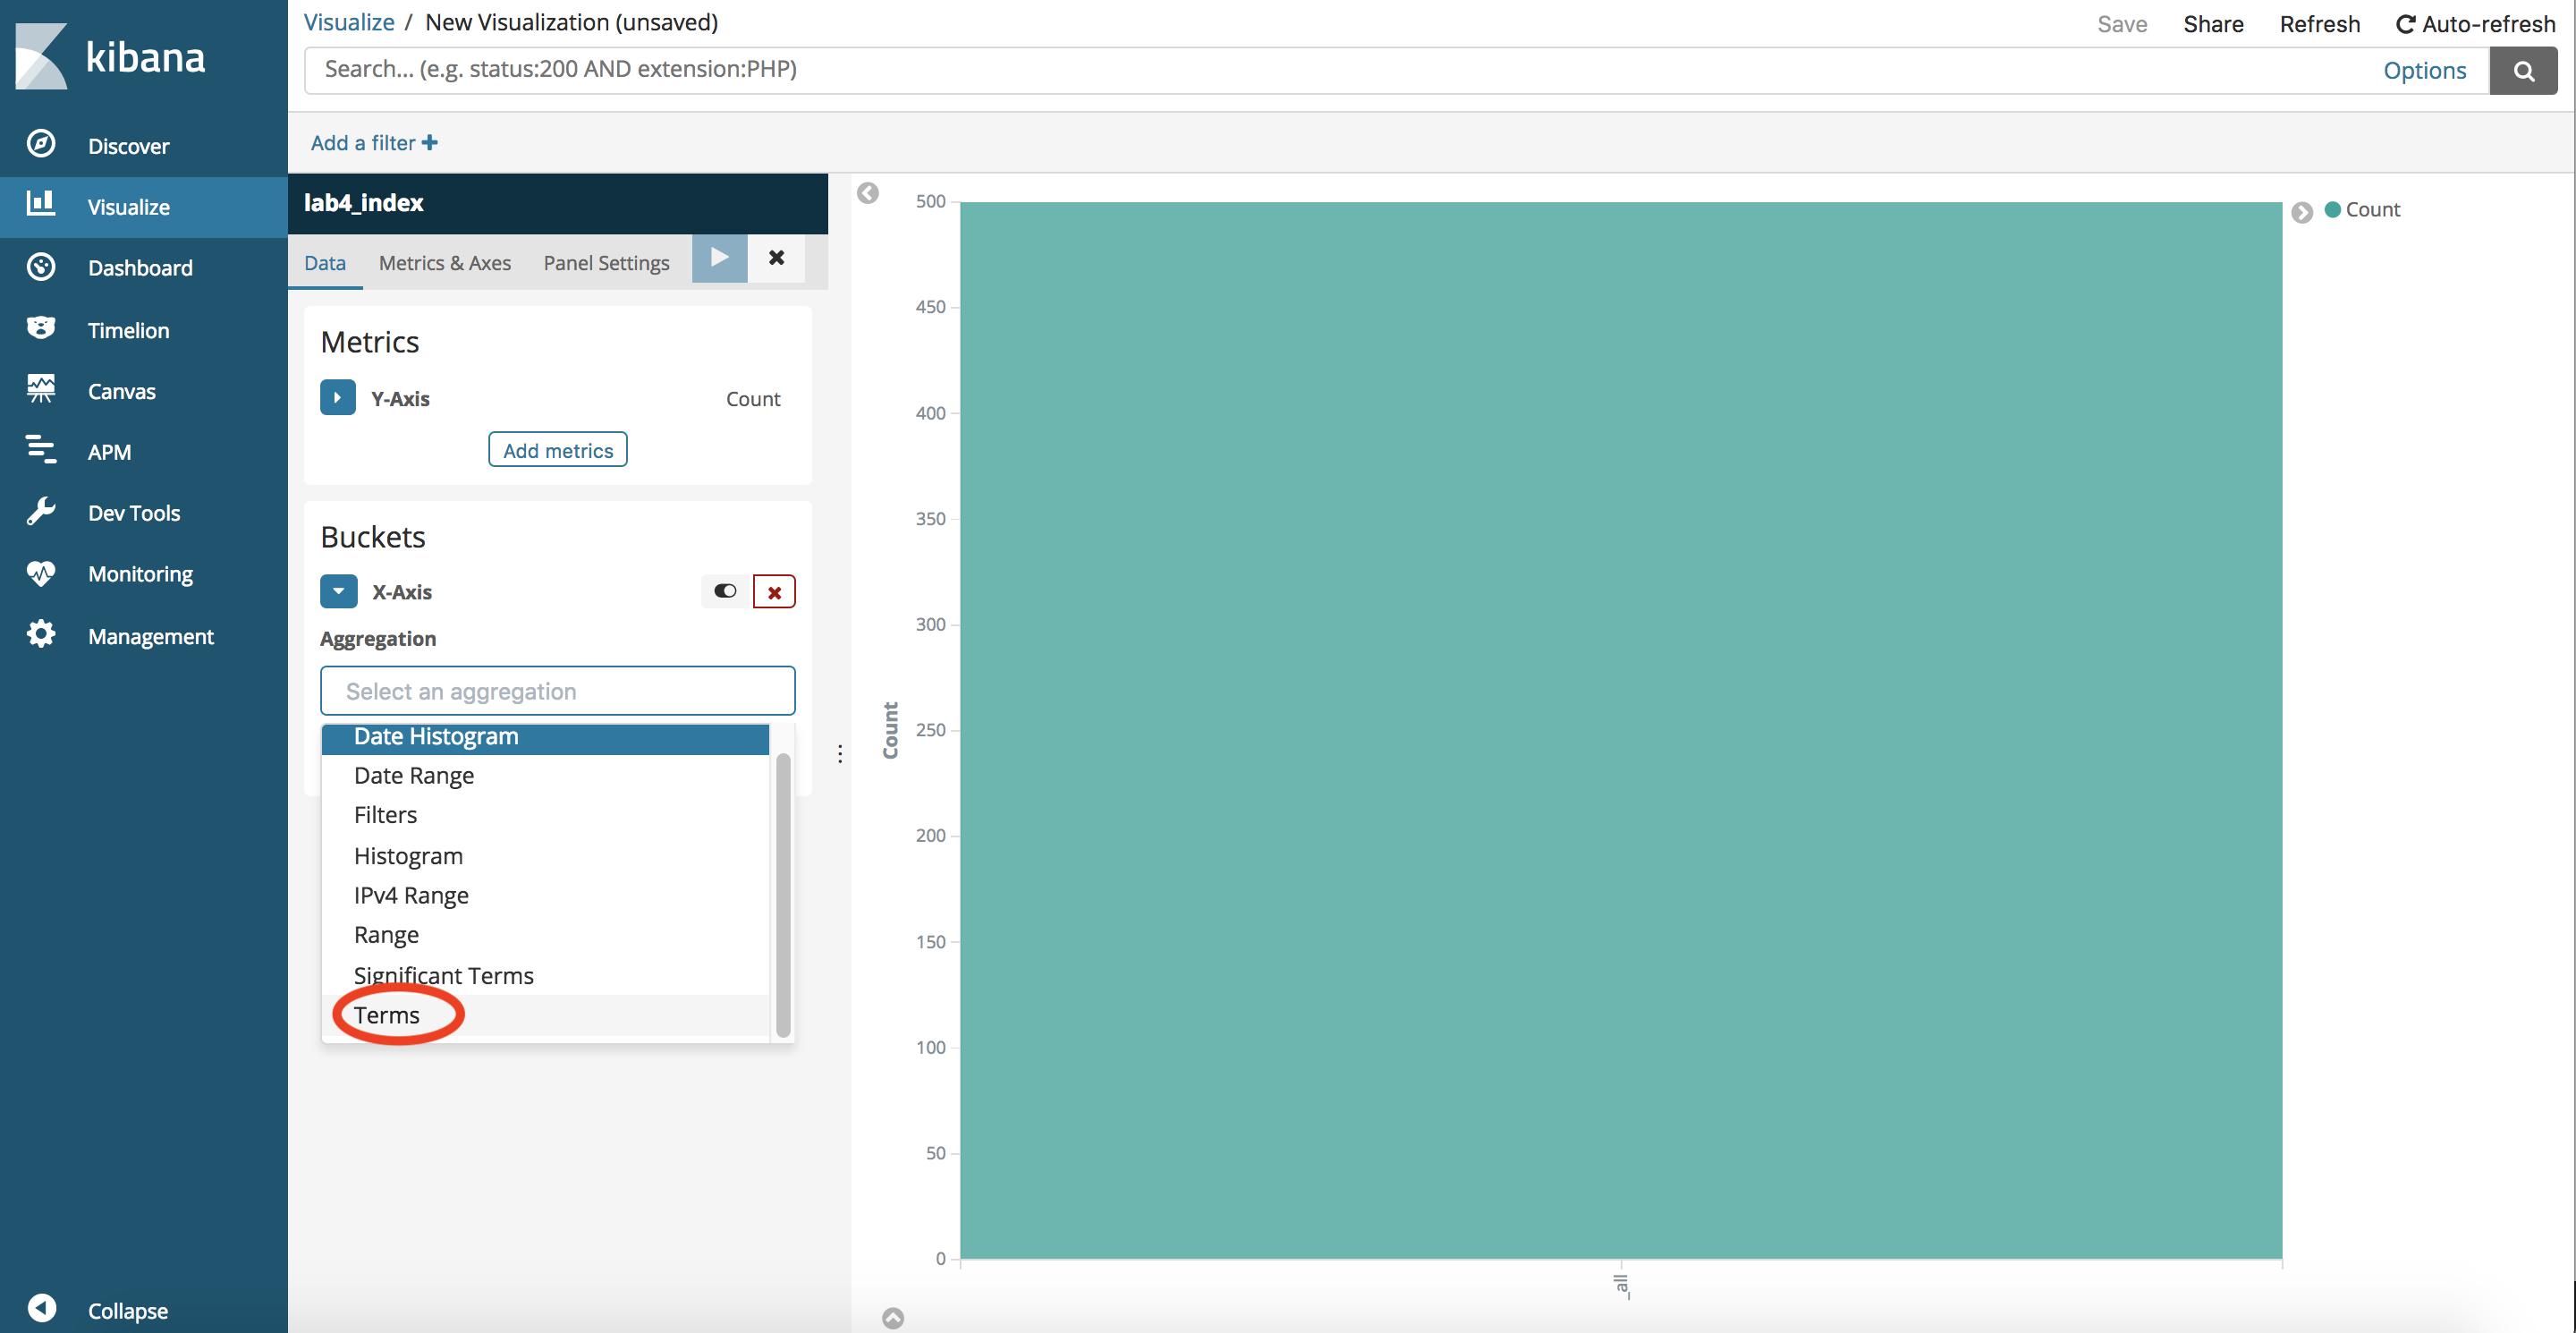 kibana
Discover
Visualize
Dashboard
Timelion
Canvas
APM
Dev Tools
Monitoring
Management
Collapse
Visualize / New Visualization (unsaved)
Save Share Refresh Auto-refresh
Search... (e.g. status:200 AND extension:PHP)
Options
Add a filter
lab4_index
Data Metrics & Axes Panel Settings
Metrics
Y-Axis Count
Add metrics
Buckets
X-Axis
Aggregation
Select an aggregation
Date Histogram
Date Range
Filters
Histogram
IPv4 Range
Range
Significant Terms
Terms
500
450
400
350
300
250
200
150
100
50
0
Count
_all
Count